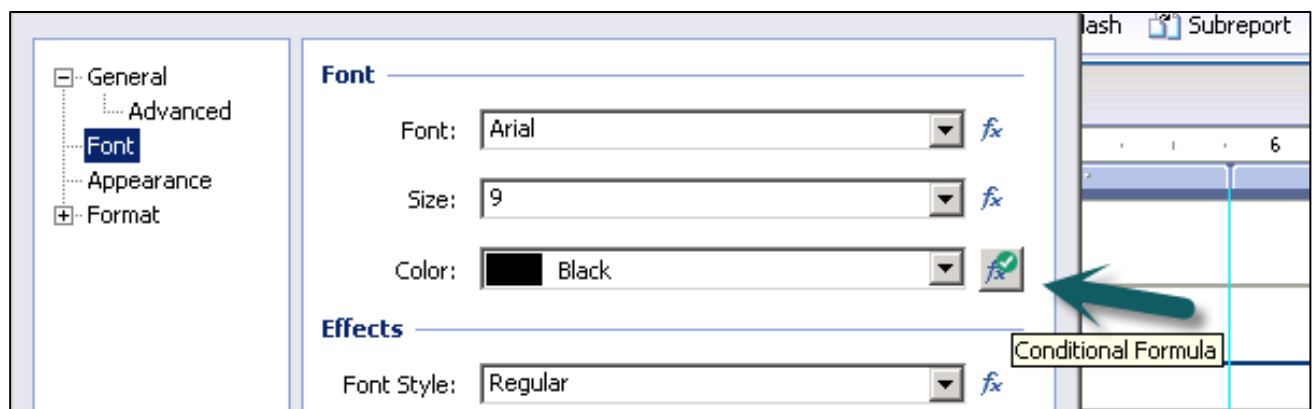 lash Subreport
General
Advanced
Font
Appearance
Format
Font
Font: Arial
Size: 9
Color: Black
Effects
Font Style: Regular
6
Conditional Formula